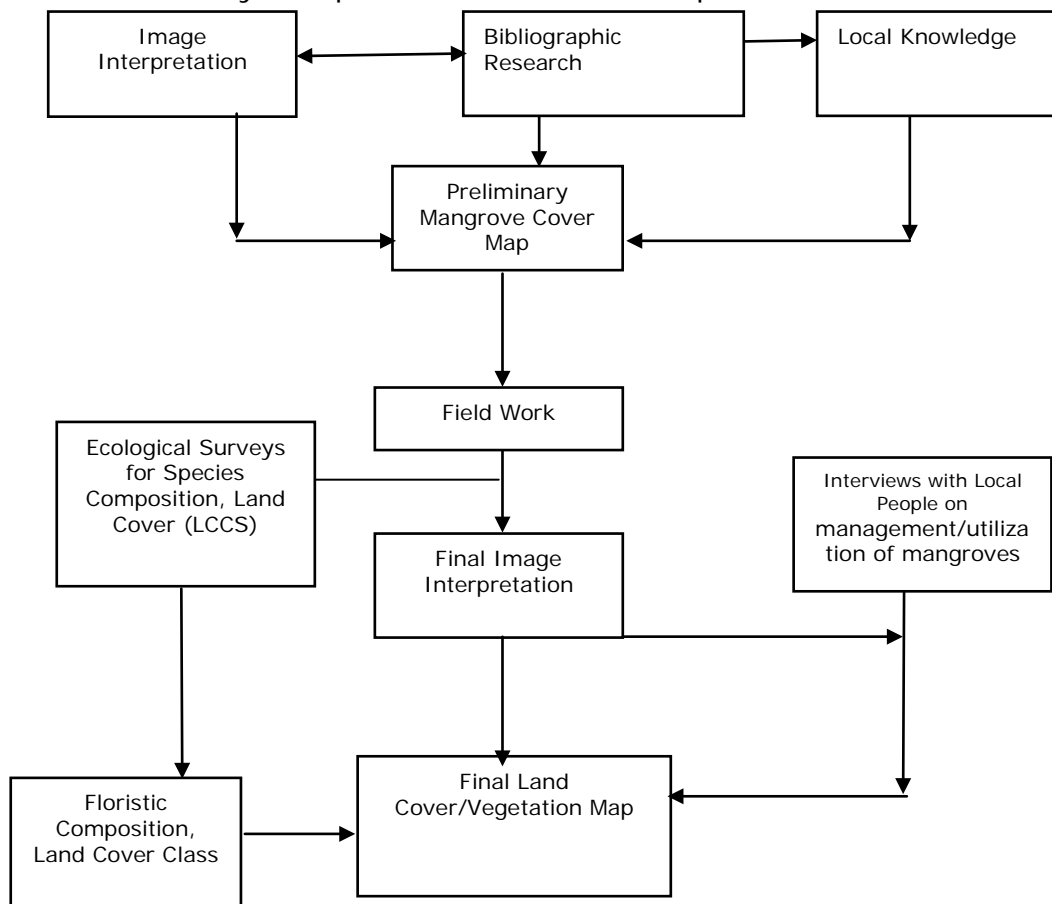 Image
Interpretation
Bibliographic
Research
Local Knowledge
Preliminary
Mangrove Cover
Map
Field Work
Ecological Surveys
for Species
Composition, Land
Cover (LCCS)
Interviews with Local
People on
management/utiliza
tion of mangroves
Final Image
Interpretation
Floristic
Composition,
Land Cover Class
Final Land
Cover/Vegetation Map